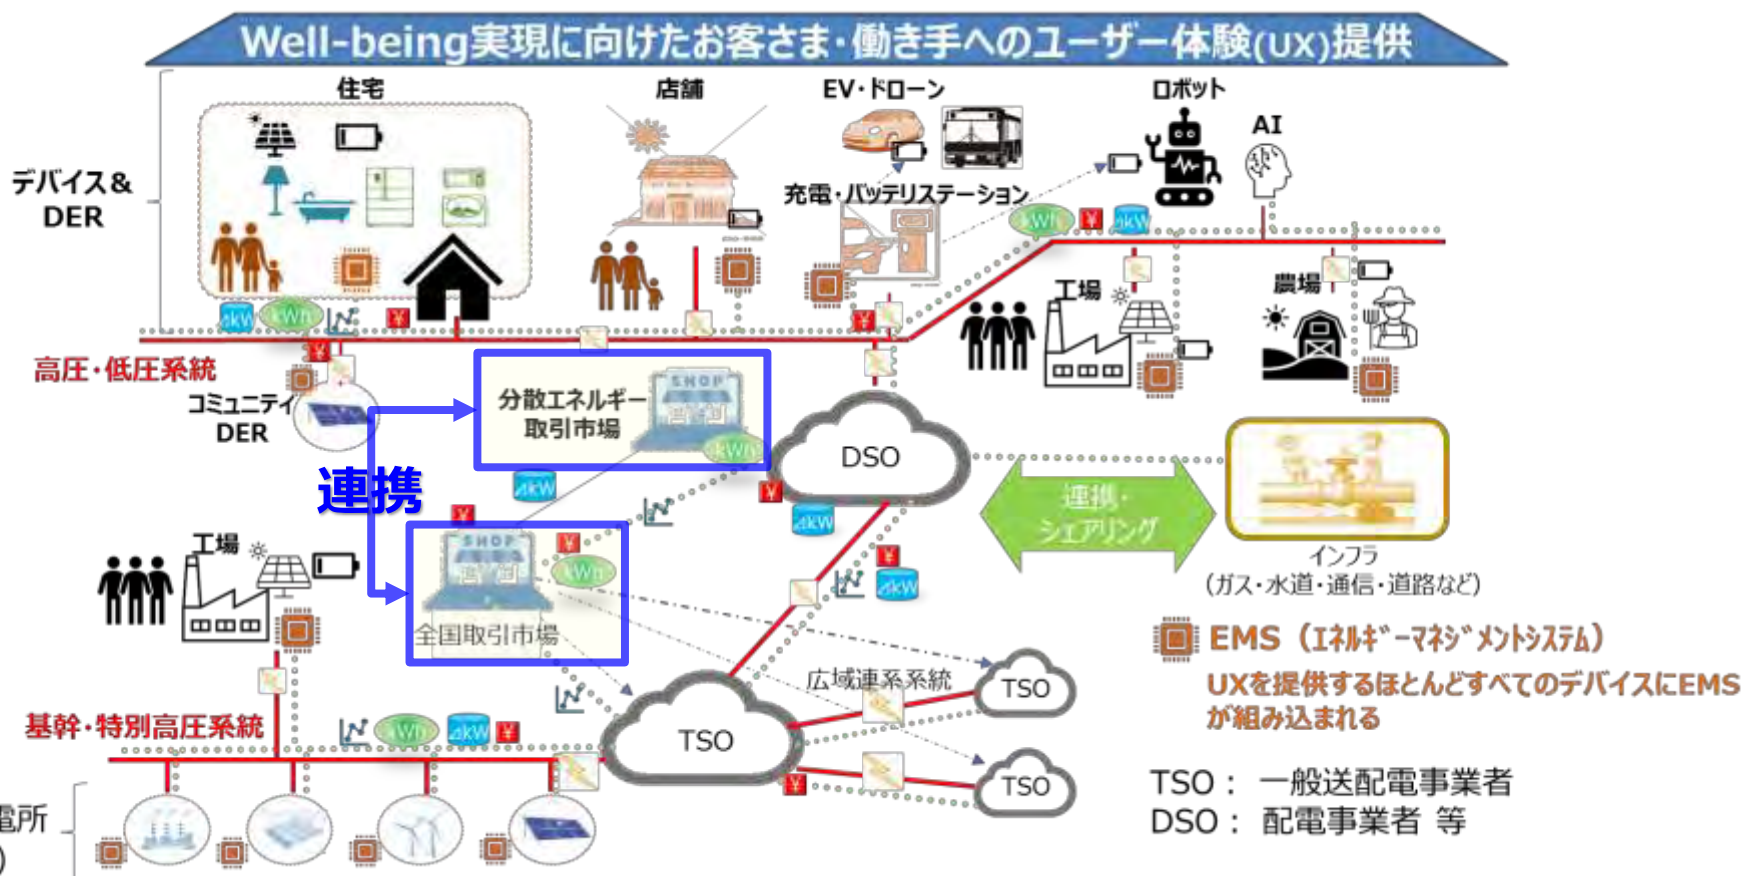 Well-being実現に向けたお客さま・働き手へのユーザー体験(UX)提供
住宅
店舗
EV・ドローン
ロボット
AI
デバイス&
DER
充電・バッテリステーション
kWh
¥
⊿kW
工場
農場
⊿kW
kWh
¥
¥
¥
高圧・低圧系統
コミュニティ
DER
分散エネルギー
取引市場
SHOP
kWh
DSO
連携
⊿kW
¥
⊿kW
連携・
シェアリング
インフラ
(ガス・水道・通信・道路など)
工場
¥
SHOP
¥
kWh
全国取引市場
¥
⊿kW
EMS（ｴﾈﾙｷﾞｰﾏﾈｼﾞﾒﾝﾄｼｽﾃﾑ）
UXを提供するほとんどすべてのデバイスにEMS
が組み込まれる
広域連系系統
TSO
TSO
TSO
基幹・特別高圧系統
kWh
⊿kW
¥
¥
TSO： 一般送配電事業者
DSO： 配電事業者 等
電所
)